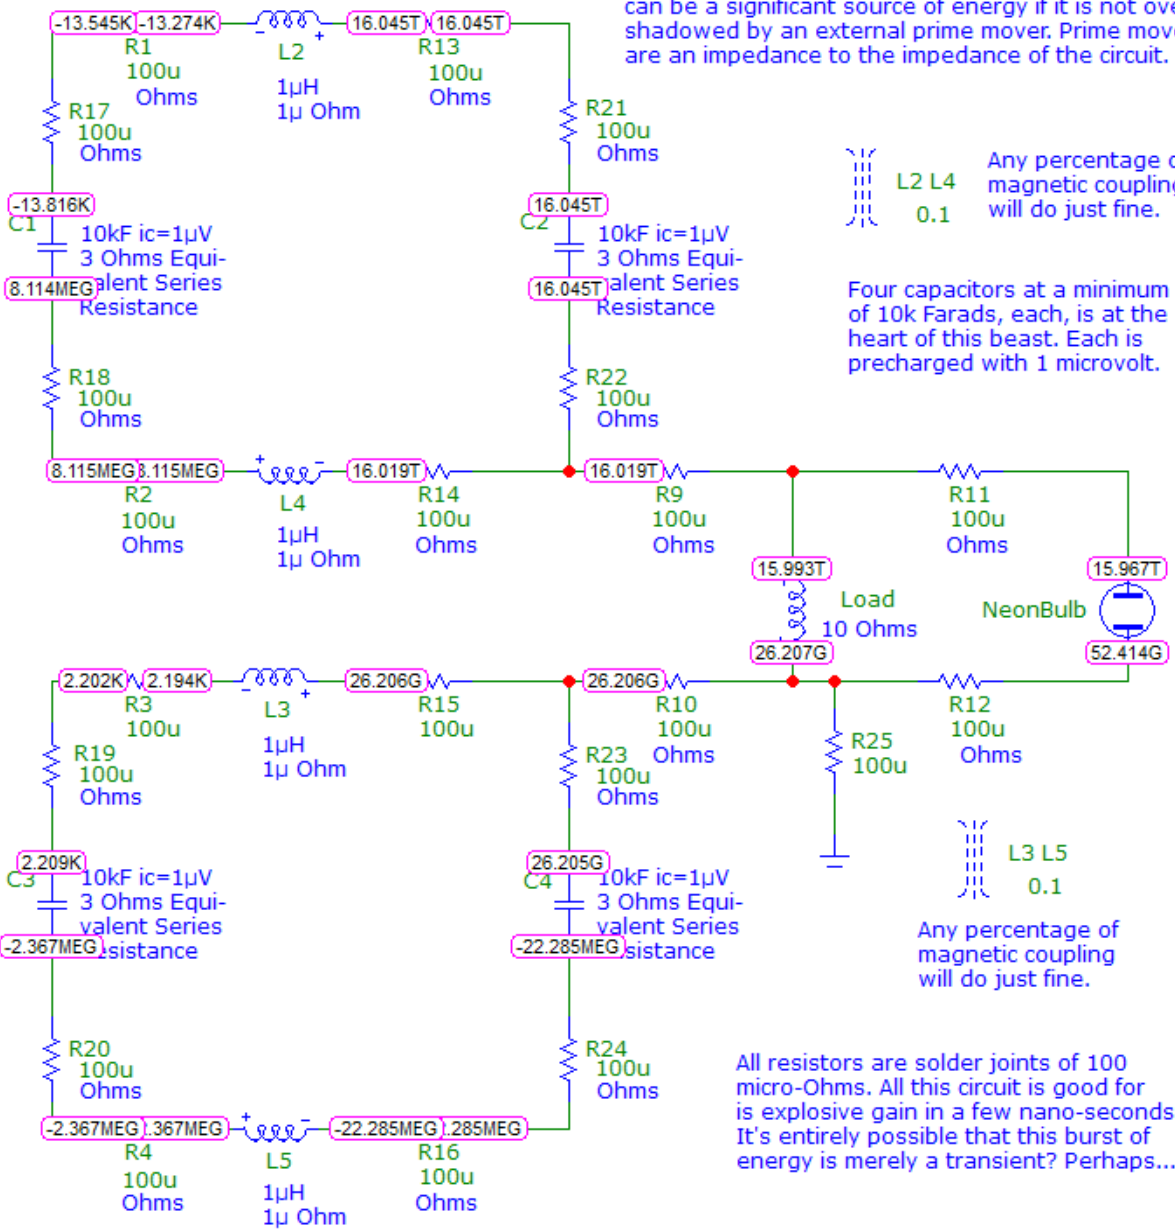 can be a significant source of energy if it is not ove
shadowed by an external prime mover. Prime move
are an impedance to the impedance of the circuit.
-13.545K -13.274K 16.045T 16.045T
R1
100u
Ohms
L2
1µH
1µ Ohm
R13
100u
Ohms
R17
100u
Ohms
R21
100u
Ohms
L2 L4
0.1
Any percentage o
magnetic coupling
will do just fine.
-13.816K
C1
10kF ic=1µV
3 Ohms Equi-
valent Series
Resistance
8.114MEG
16.045T
C2
10kF ic=1µV
3 Ohms Equi-
valent Series
Resistance
16.045T
Four capacitors at a minimum
of 10k Farads, each, is at the
heart of this beast. Each is
precharged with 1 microvolt.
R18
100u
Ohms
R22
100u
Ohms
8.115MEG 8.115MEG 16.019T 16.019T
R2
100u
Ohms
L4
1µH
1µ Ohm
R14
100u
Ohms
R9
100u
Ohms
R11
100u
Ohms
15.993T
Load
10 Ohms
26.207G
15.967T
NeonBulb
52.414G
2.202K 2.194K 26.206G 26.206G
R3
100u
L3
1µH
1µ Ohm
R15
100u
R10
100u
Ohms
R12
100u
Ohms
R19
100u
Ohms
R23
100u
Ohms
R25
100u
2.209K
C3
10kF ic=1µV
3 Ohms Equi-
valent Series
esistance
-2.367MEG
26.205G
C4
10kF ic=1µV
3 Ohms Equi-
valent Series
sistance
-22.285MEG
L3 L5
0.1
Any percentage of
magnetic coupling
will do just fine.
R20
100u
Ohms
R24
100u
Ohms
-2.367MEG .367MEG -22.285MEG .285MEG
R4
100u
Ohms
L5
1µH
1µ Ohm
R16
100u
Ohms
All resistors are solder joints of 100
micro-Ohms. All this circuit is good for
is explosive gain in a few nano-seconds
It's entirely possible that this burst of
energy is merely a transient? Perhaps...